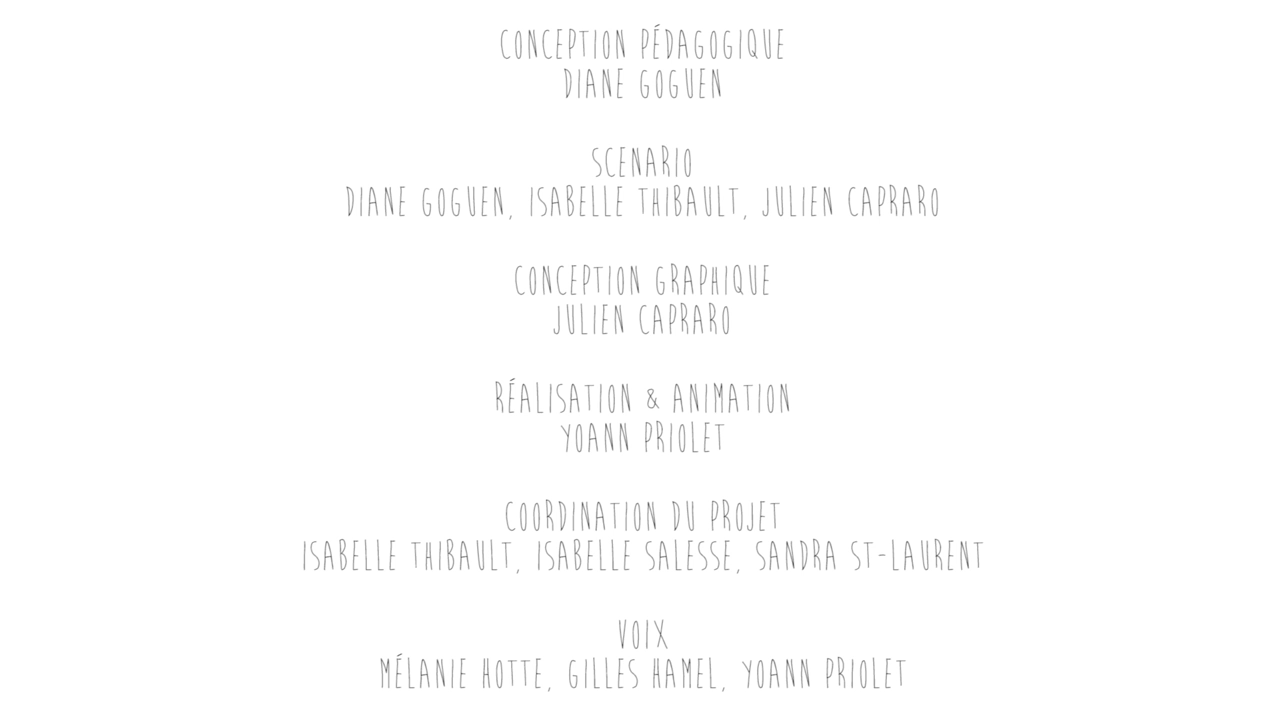 CONCEPTION PÉDAGOGIQUE
DIANE GOGUEN
SCENARIO
DIANE GOGUEN, ISABELLE THIBAULT, JULIEN CAPRARO
CONCEPTION GRAPHIQUE
JULIEN CAPRARO
RÉALISATION & ANIMATION
YOANN PRIOLET
COORDINATION DU PROJET
ISABELLE THIBAULT, ISABELLE SALESSE, SANDRA ST-LAURENT
VOIX
MÉLANIE HOTTE, GILLES HAMEL, YOANN PRIOLET